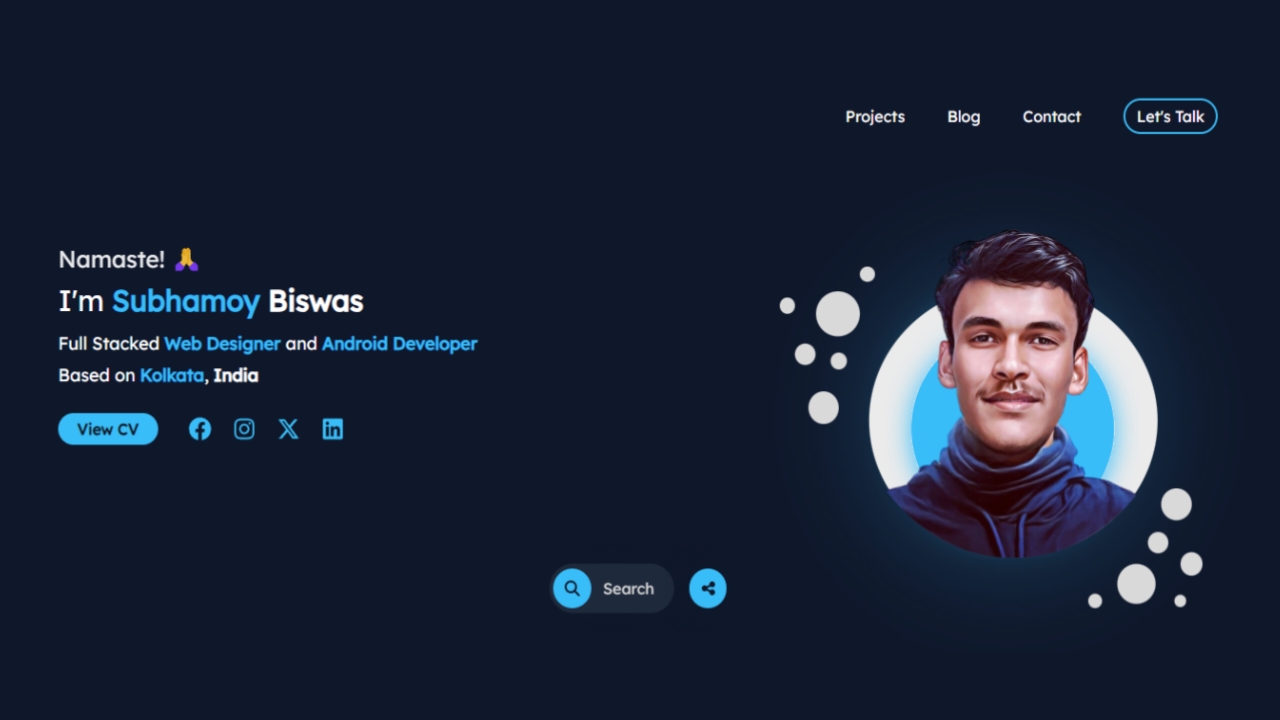 Projects Blog Contact Let's Talk
Namaste! 🙏
I'm Subhamoy Biswas
Full Stacked Web Designer and Android Developer
Based on Kolkata, India
View CV
Search